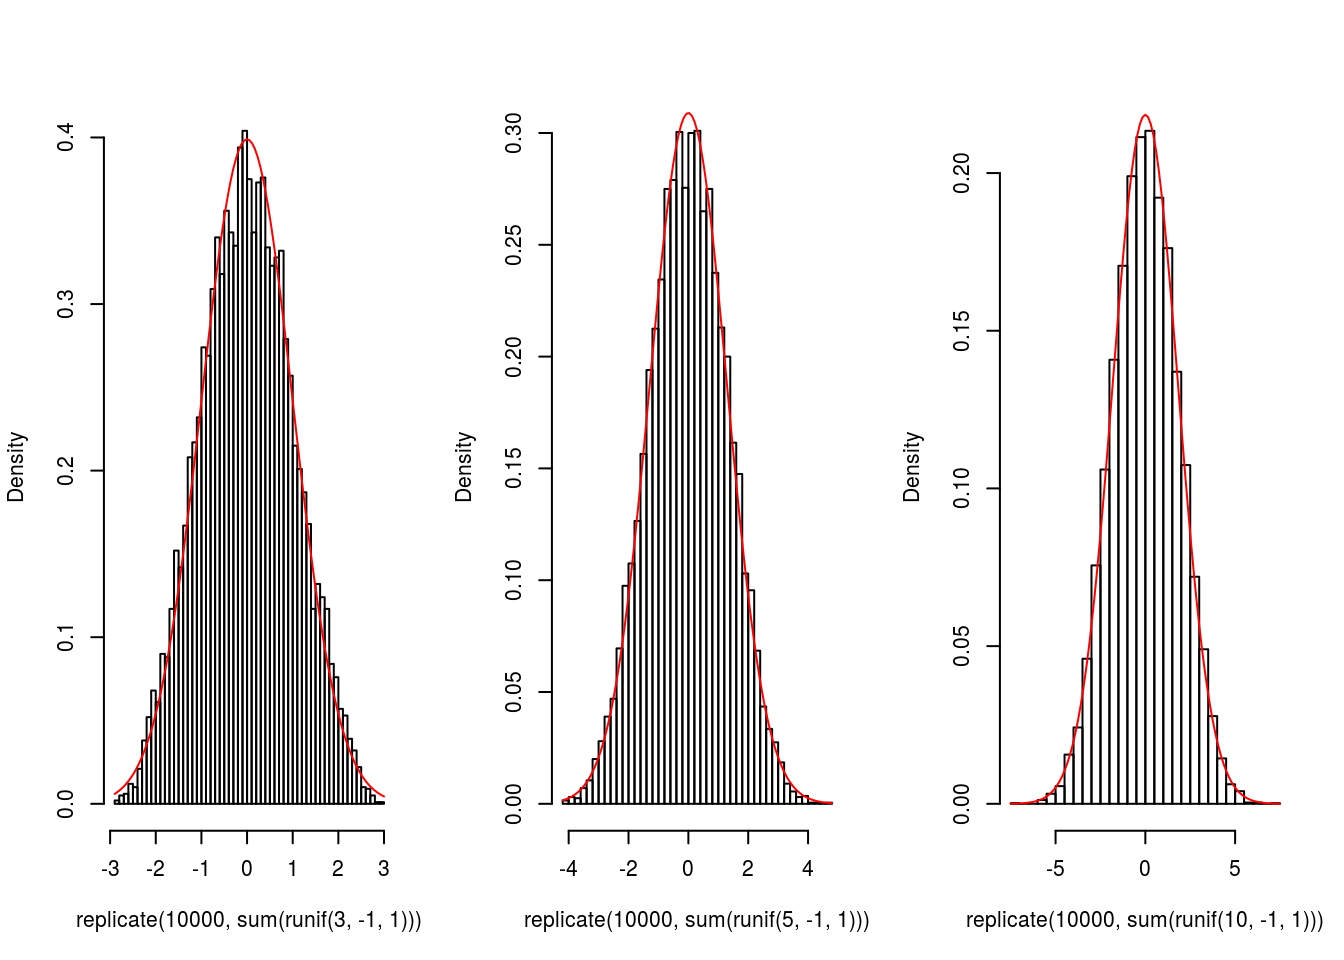 Density
0.0 0.1 0.2 0.3 0.4
-3 -2 -1 0 1 2 3
replicate(10000, sum(runif(3, -1, 1)))
Density
0.00 0.05 0.10 0.15 0.20 0.25 0.30
-4 -2 0 2 4
replicate(10000, sum(runif(5, -1, 1)))
Density
0.00 0.05 0.10 0.15 0.20
-5 0 5
replicate(10000, sum(runif(10, -1, 1)))